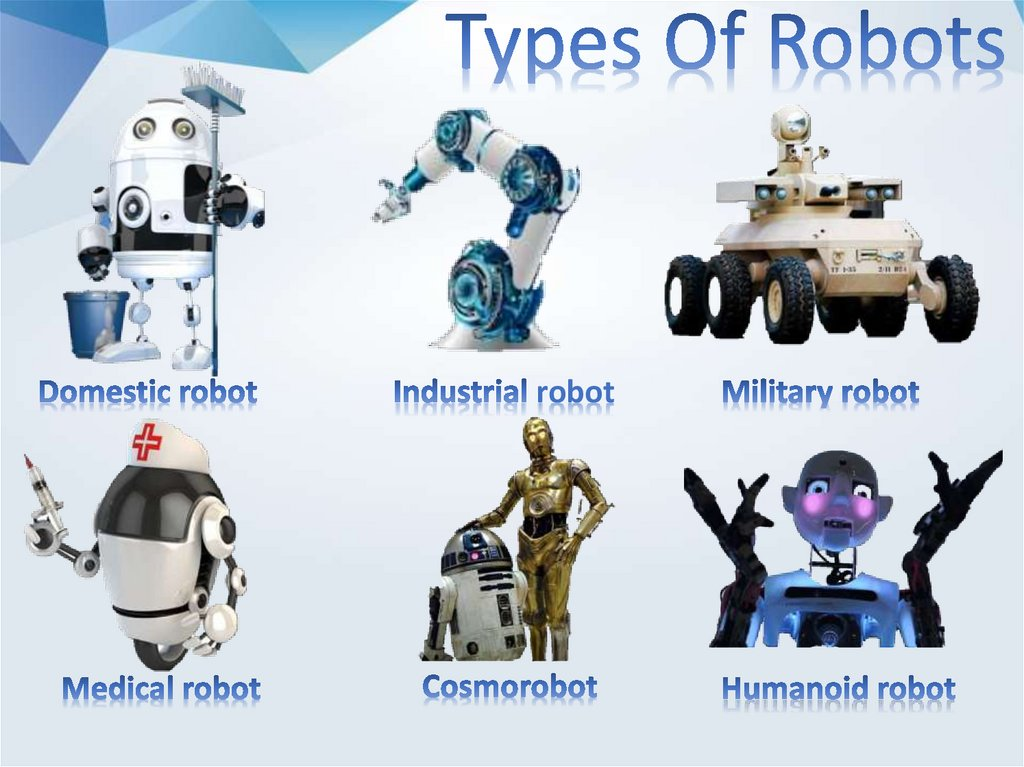 Types Of Robots
Domestic robot
Industrial robot
Military robot
Medical robot
Cosmorobot
Humanoid robot